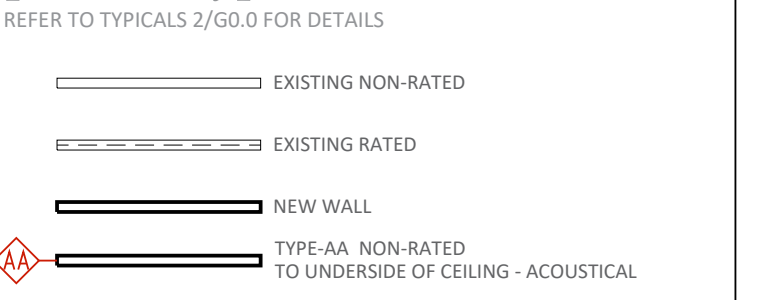 REFER TO TYPICALS 2/G0.0 FOR DETAILS
EXISTING NON-RATED
EXISTING RATED
NEW WALL
AA
TYPE-AA NON-RATED
TO UNDERSIDE OF CEILING - ACOUSTICAL